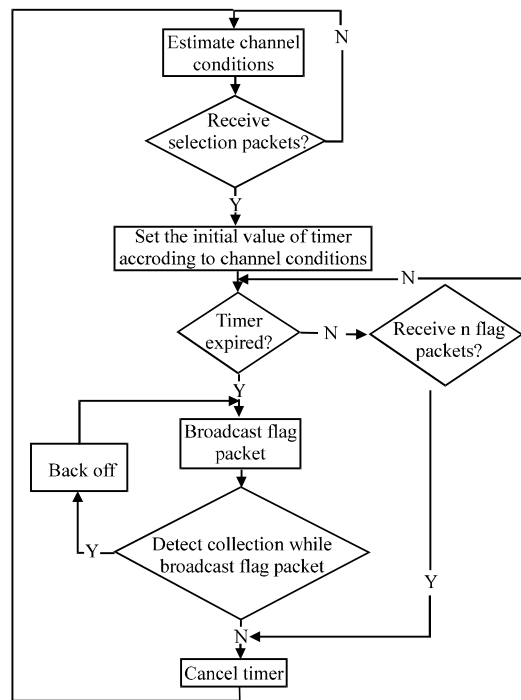 Estimate channel
conditions
N
Receive
selection packets?
Y
Set the initial value of timer
accroding to channel conditions
N
Timer
expired?
N
Receive n flag
packets?
Y
Broadcast flag
packet
Back off
Y
Detect collection while
broadcast flag packet
Y
N
Cancel timer